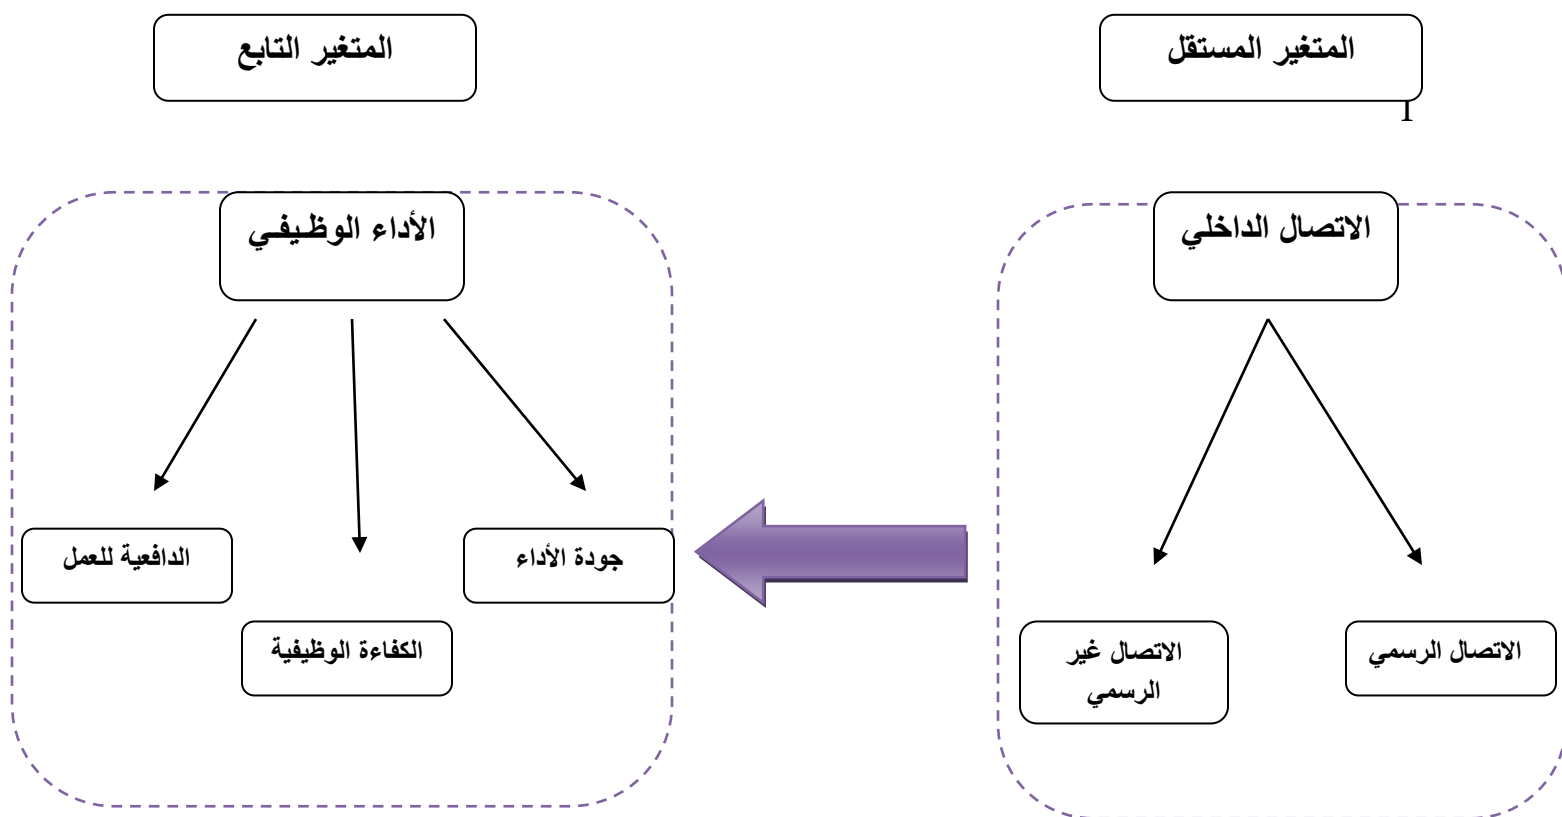 المتغير المستقل
المتغير التابع
1
الاتصال الداخلي
الأداء الوظيفي
جودة الأداء
الدافعية للعمل
الاتصال الرسمي
الاتصال غير
الرسمي
الكفاءة الوظيفية